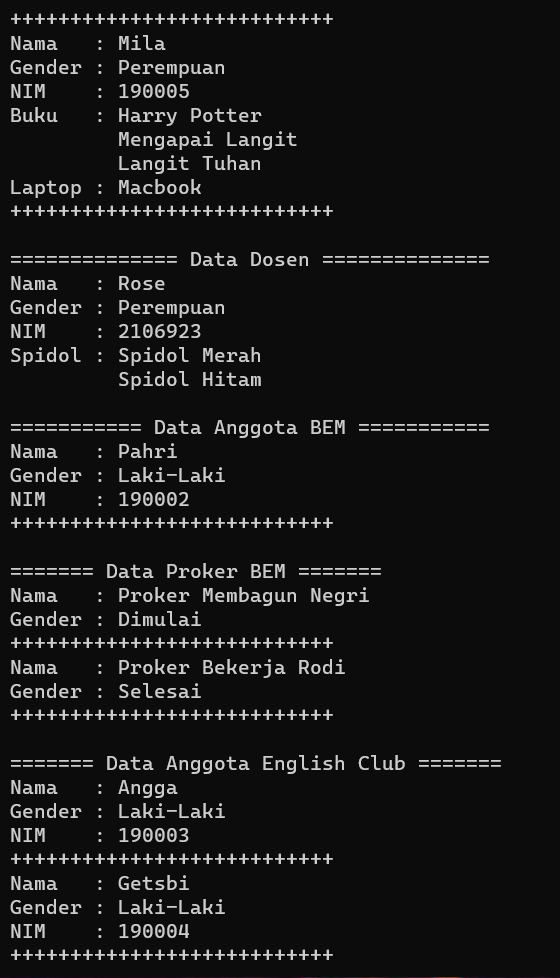 +++++++++++++++++++++++++++
Nama   : Mila
Gender : Perempuan
NIM    : 190005
Buku   : Harry Potter
         Mengapai Langit
         Langit Tuhan
Laptop : Macbook
+++++++++++++++++++++++++++

============== Data Dosen ==============
Nama   : Rose
Gender : Perempuan
NIM    : 2106923
Spidol : Spidol Merah
         Spidol Hitam

=========== Data Anggota BEM ===========
Nama   : Pahri
Gender : Laki-Laki
NIM    : 190002
+++++++++++++++++++++++++++

======= Data Proker BEM =======
Nama   : Proker Membagun Negri
Gender : Dimulai
+++++++++++++++++++++++++++
Nama   : Proker Bekerja Rodi
Gender : Selesai
+++++++++++++++++++++++++++

======= Data Anggota English Club =======
Nama   : Angga
Gender : Laki-Laki
NIM    : 190003
+++++++++++++++++++++++++++
Nama   : Getsbi
Gender : Laki-Laki
NIM    : 190004
+++++++++++++++++++++++++++